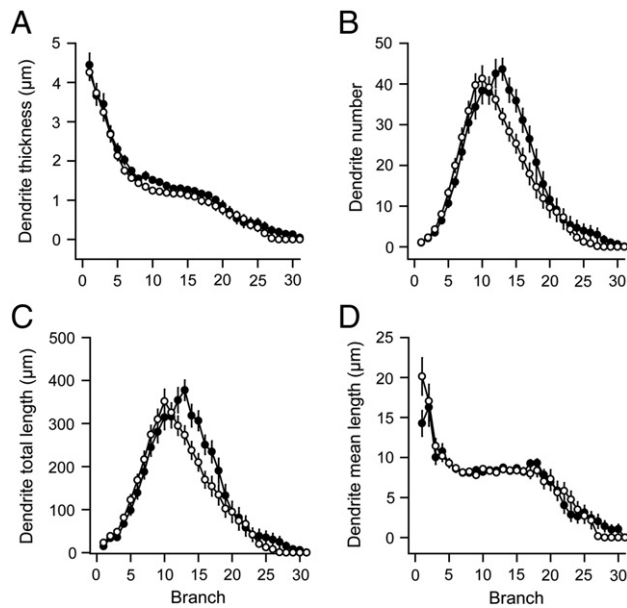 A
B
5
4
3
2
1
0
Dendrite thickness (μm)
0 5 10 15 20 25 30
50
40
30
20
10
0
Dendrite number
0 5 10 15 20 25 30
C
D
500
400
300
200
100
0
Dendrite total length (μm)
0 5 10 15 20 25 30
Branch
25
20
15
10
5
0
Dendrite mean length (μm)
0 5 10 15 20 25 30
Branch